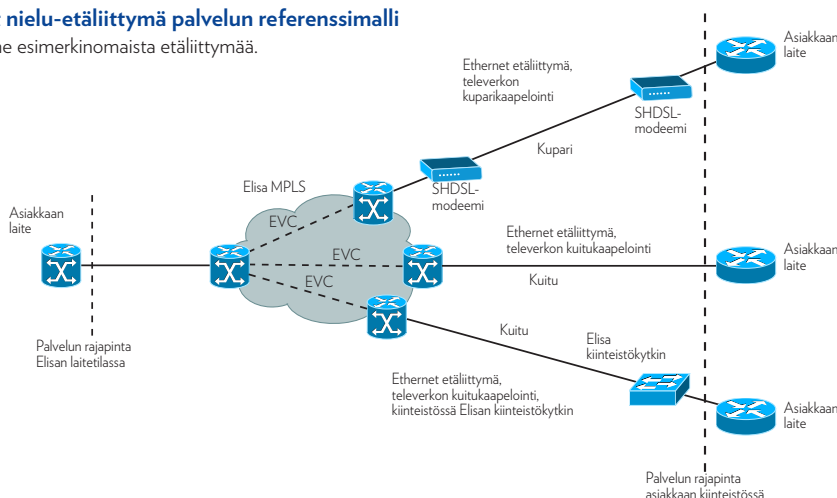 nielu-etäliittymä palvelun referenssimalli
esimerkinomaista etäliittymää.
Asiakkaan
laite
Ethernet etäliittymä,
televerkon
kuparikaapelointi
SHDSL-
modeemi
Kupari
Elisa MPLS
SHDSL-
modeemi
Asiakkaan
laite
EVC
Ethernet etäliittymä,
televerkon kuitukaapelointi
EVC
Asiakkaan
laite
EVC
Kuitu
Kuitu
Elisa
kiinteistökytkin
Palvelun rajapinta
Elisan laitetilassa
Ethernet etäliittymä,
televerkon kuitukaapelointi,
kiinteistössä Elisan kiinteistökytkin
Asiakkaan
laite
Palvelun rajapinta
asiakkaan kiinteistössä